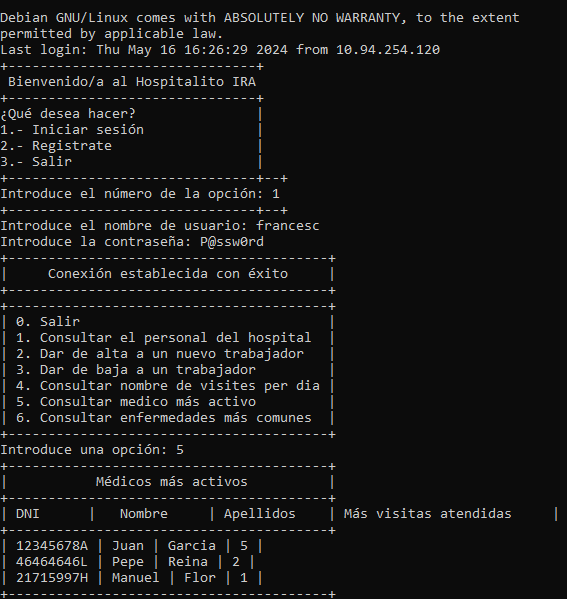 Debian GNU/Linux comes with ABSOLUTELY NO WARRANTY, to the extent
permitted by applicable law.
Last login: Thu May 16 16:26:29 2024 from 10.94.254.120
+-------------------------------+
 Bienvenido/a al Hospitalito IRA
+-------------------------------+
¿Qué desea hacer?               |
1.- Iniciar sesión              |
2.- Registrate                  |
3.- Salir                       |
+-------------------------------+--+
Introduce el número de la opción: 1
+-------------------------------+--+
Introduce el nombre de usuario: francesc
Introduce la contraseña: P@ssw0rd
+----------------------------------------+
|     Conexión establecida con éxito     |
+----------------------------------------+
+----------------------------------------+
| 0. Salir                               |
| 1. Consultar el personal del hospital  |
| 2. Dar de alta a un nuevo trabajador   |
| 3. Dar de baja a un trabajador         |
| 4. Consultar nombre de visites per dia |
| 5. Consultar medico más activo         |
| 6. Consultar enfermedades más comunes  |
+----------------------------------------+
Introduce una opción: 5
+----------------------------------------+
|           Médicos más activos          |
+----------------------------------------+
| DNI      |   Nombre     | Apellidos    | Más visitas atendidas     |
+----------------------------------------+
| 12345678A | Juan | Garcia | 5 |
| 46464646L | Pepe | Reina | 2 |
| 21715997H | Manuel | Flor | 1 |
+----------------------------------------+